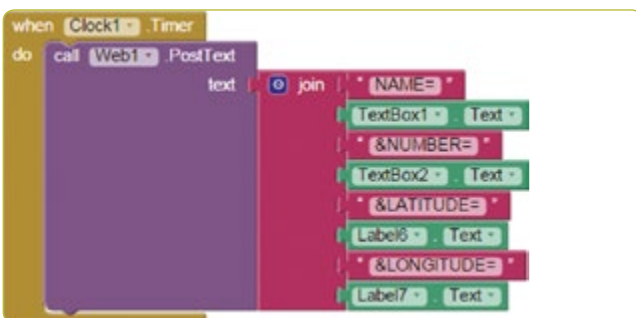 when Clock1 .Timer
do call Web1 .PostText
text join " NAME= "
TextBox1 . Text
" &NUMBER= "
TextBox2 . Text
" &LATITUDE= "
Label6 . Text
" &LONGITUDE= "
Label7 . Text